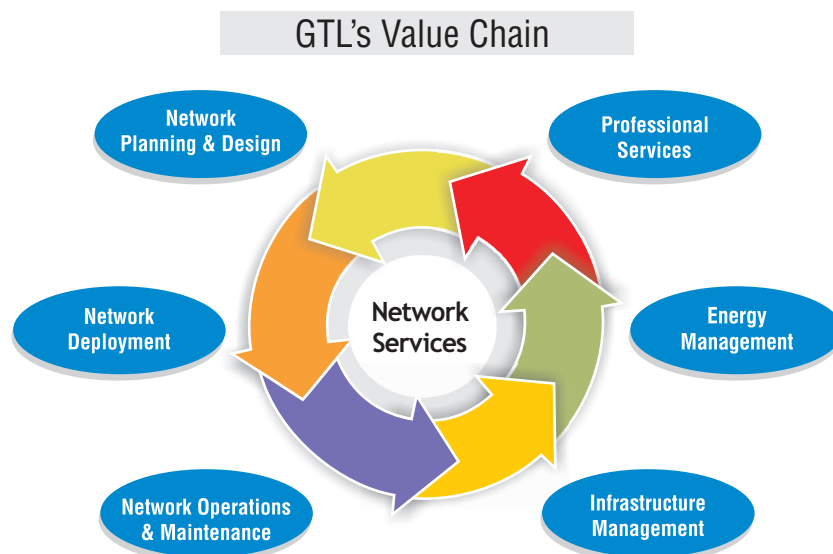 GTL's Value Chain
Network
Planning & Design
Professional
Services
Network
Deployment
Network
Services
Energy
Management
Network Operations
& Maintenance
Infrastructure
Management